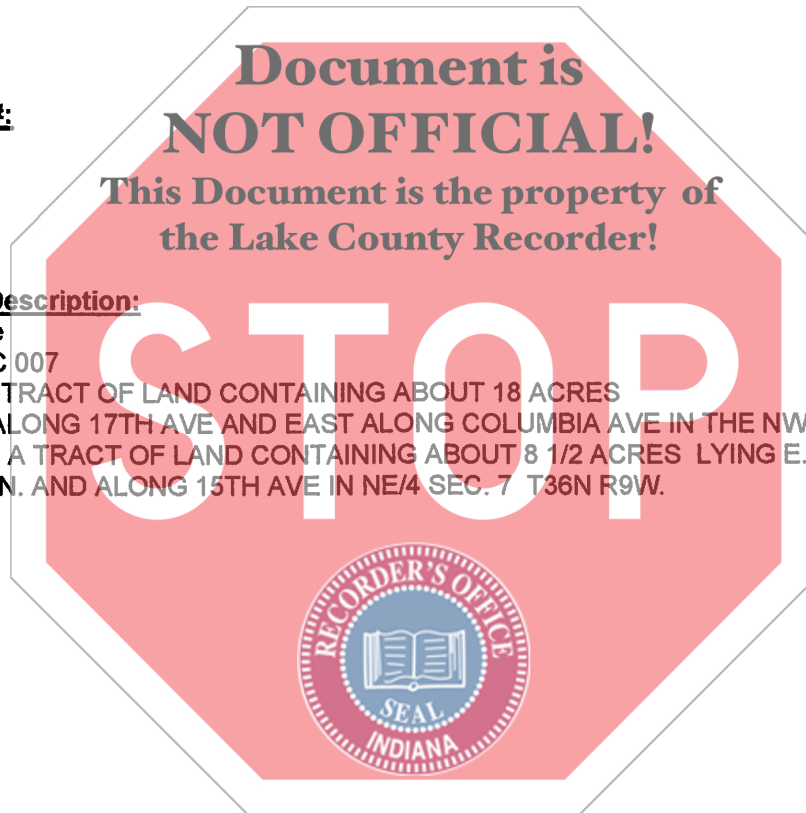 Document is
#:
NOT OFFICIAL!
This Document is the property of
the Lake County Recorder!
Description:
e
C 007
TRACT OF LAND CONTAINING ABOUT 18 ACRES
ALONG 17TH AVE AND EAST ALONG COLUMBIA AVE IN THE NW
A TRACT OF LAND CONTAINING ABOUT 8 1/2 ACRES LYING E.
N. AND ALONG 15TH AVE IN NE/4 SEC. 7 T36N R9W.
STOP
RECORDER'S OFFICE
SEAL
INDIANA